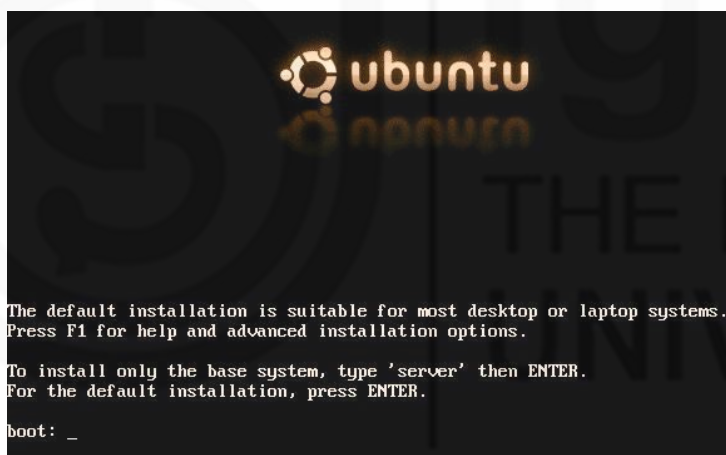 ubuntu
The default installation is suitable for most desktop or laptop systems.
Press F1 for help and advanced installation options.
To install only the base system, type 'server' then ENTER.
For the default installation, press ENTER.
boot: _
THE